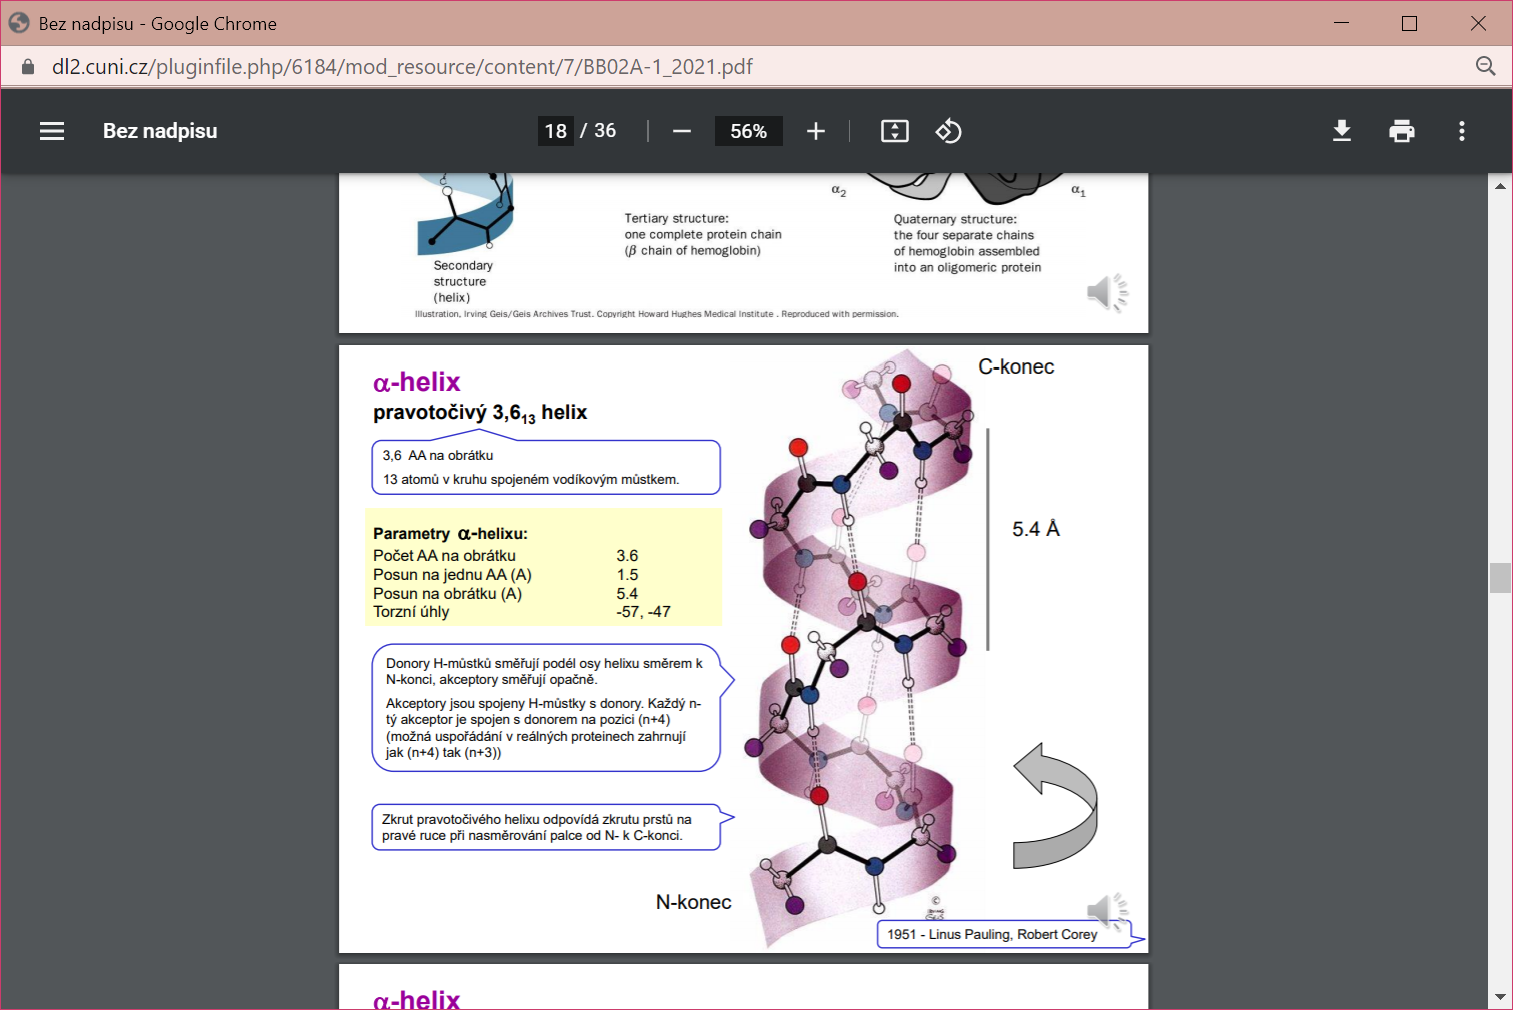 Bez nadpisu - Google Chrome
dl2.cuni.cz/pluginfile.php/6184/mod_resource/content/7/BB02A-1_2021.pdf
Bez nadpisu
18 / 36
56%
α2
α1
Tertiary structure:
one complete protein chain
(β chain of hemoglobin)
Quaternary structure:
the four separate chains
of hemoglobin assembled
into an oligomeric protein
Secondary
structure
(helix)
Illustration, Irving Geis/Geis Archives Trust. Copyright Howard Hughes Medical Institute . Reproduced with permission.
α-helix
pravotočivý 3,6₁₃ helix
3,6 AA na obrátku
13 atomů v kruhu spojeném vodíkovým můstkem.
Parametry α-helixu:
Počet AA na obrátku 3.6
Posun na jednu AA (A) 1.5
Posun na obrátku (A) 5.4
Torzní úhly -57, -47
Donory H-můstků směřují podél osy helixu směrem k
N-konci, akceptory směřují opačně.
Akceptory jsou spojeny H-můstky s donory. Každý n-
tý akceptor je spojen s donorem na pozici (n+4)
(možná uspořádání v reálných proteinech zahrnují
jak (n+4) tak (n+3))
Zkrut pravotočivého helixu odpovídá zkrutu prstů na
pravé ruce při nasměrování palce od N- k C-konci.
C-konec
5.4 Å
N-konec
©
1951 - Linus Pauling, Robert Corey
α-helix